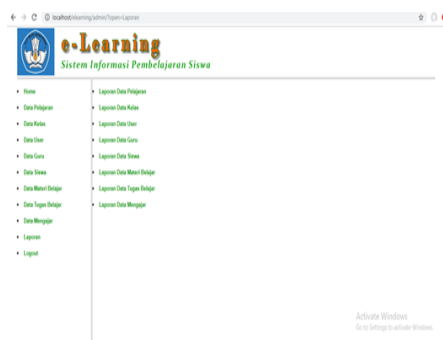 localhost/elearning/admin/?open=Laporan
e-Learning
Sistem Informasi Pembelajaran Siswa
Home
Data Pelajaran
Data Kelas
Data User
Data Guru
Data Siswa
Data Materi Belajar
Data Tugas Belajar
Data Mengajar
Laporan
Logout
Laporan Data Pelajaran
Laporan Data Kelas
Laporan Data User
Laporan Data Guru
Laporan Data Siswa
Laporan Data Materi Belajar
Laporan Data Tugas Belajar
Laporan Data Mengajar
Activate Windows
Go to Settings to activate Windows.